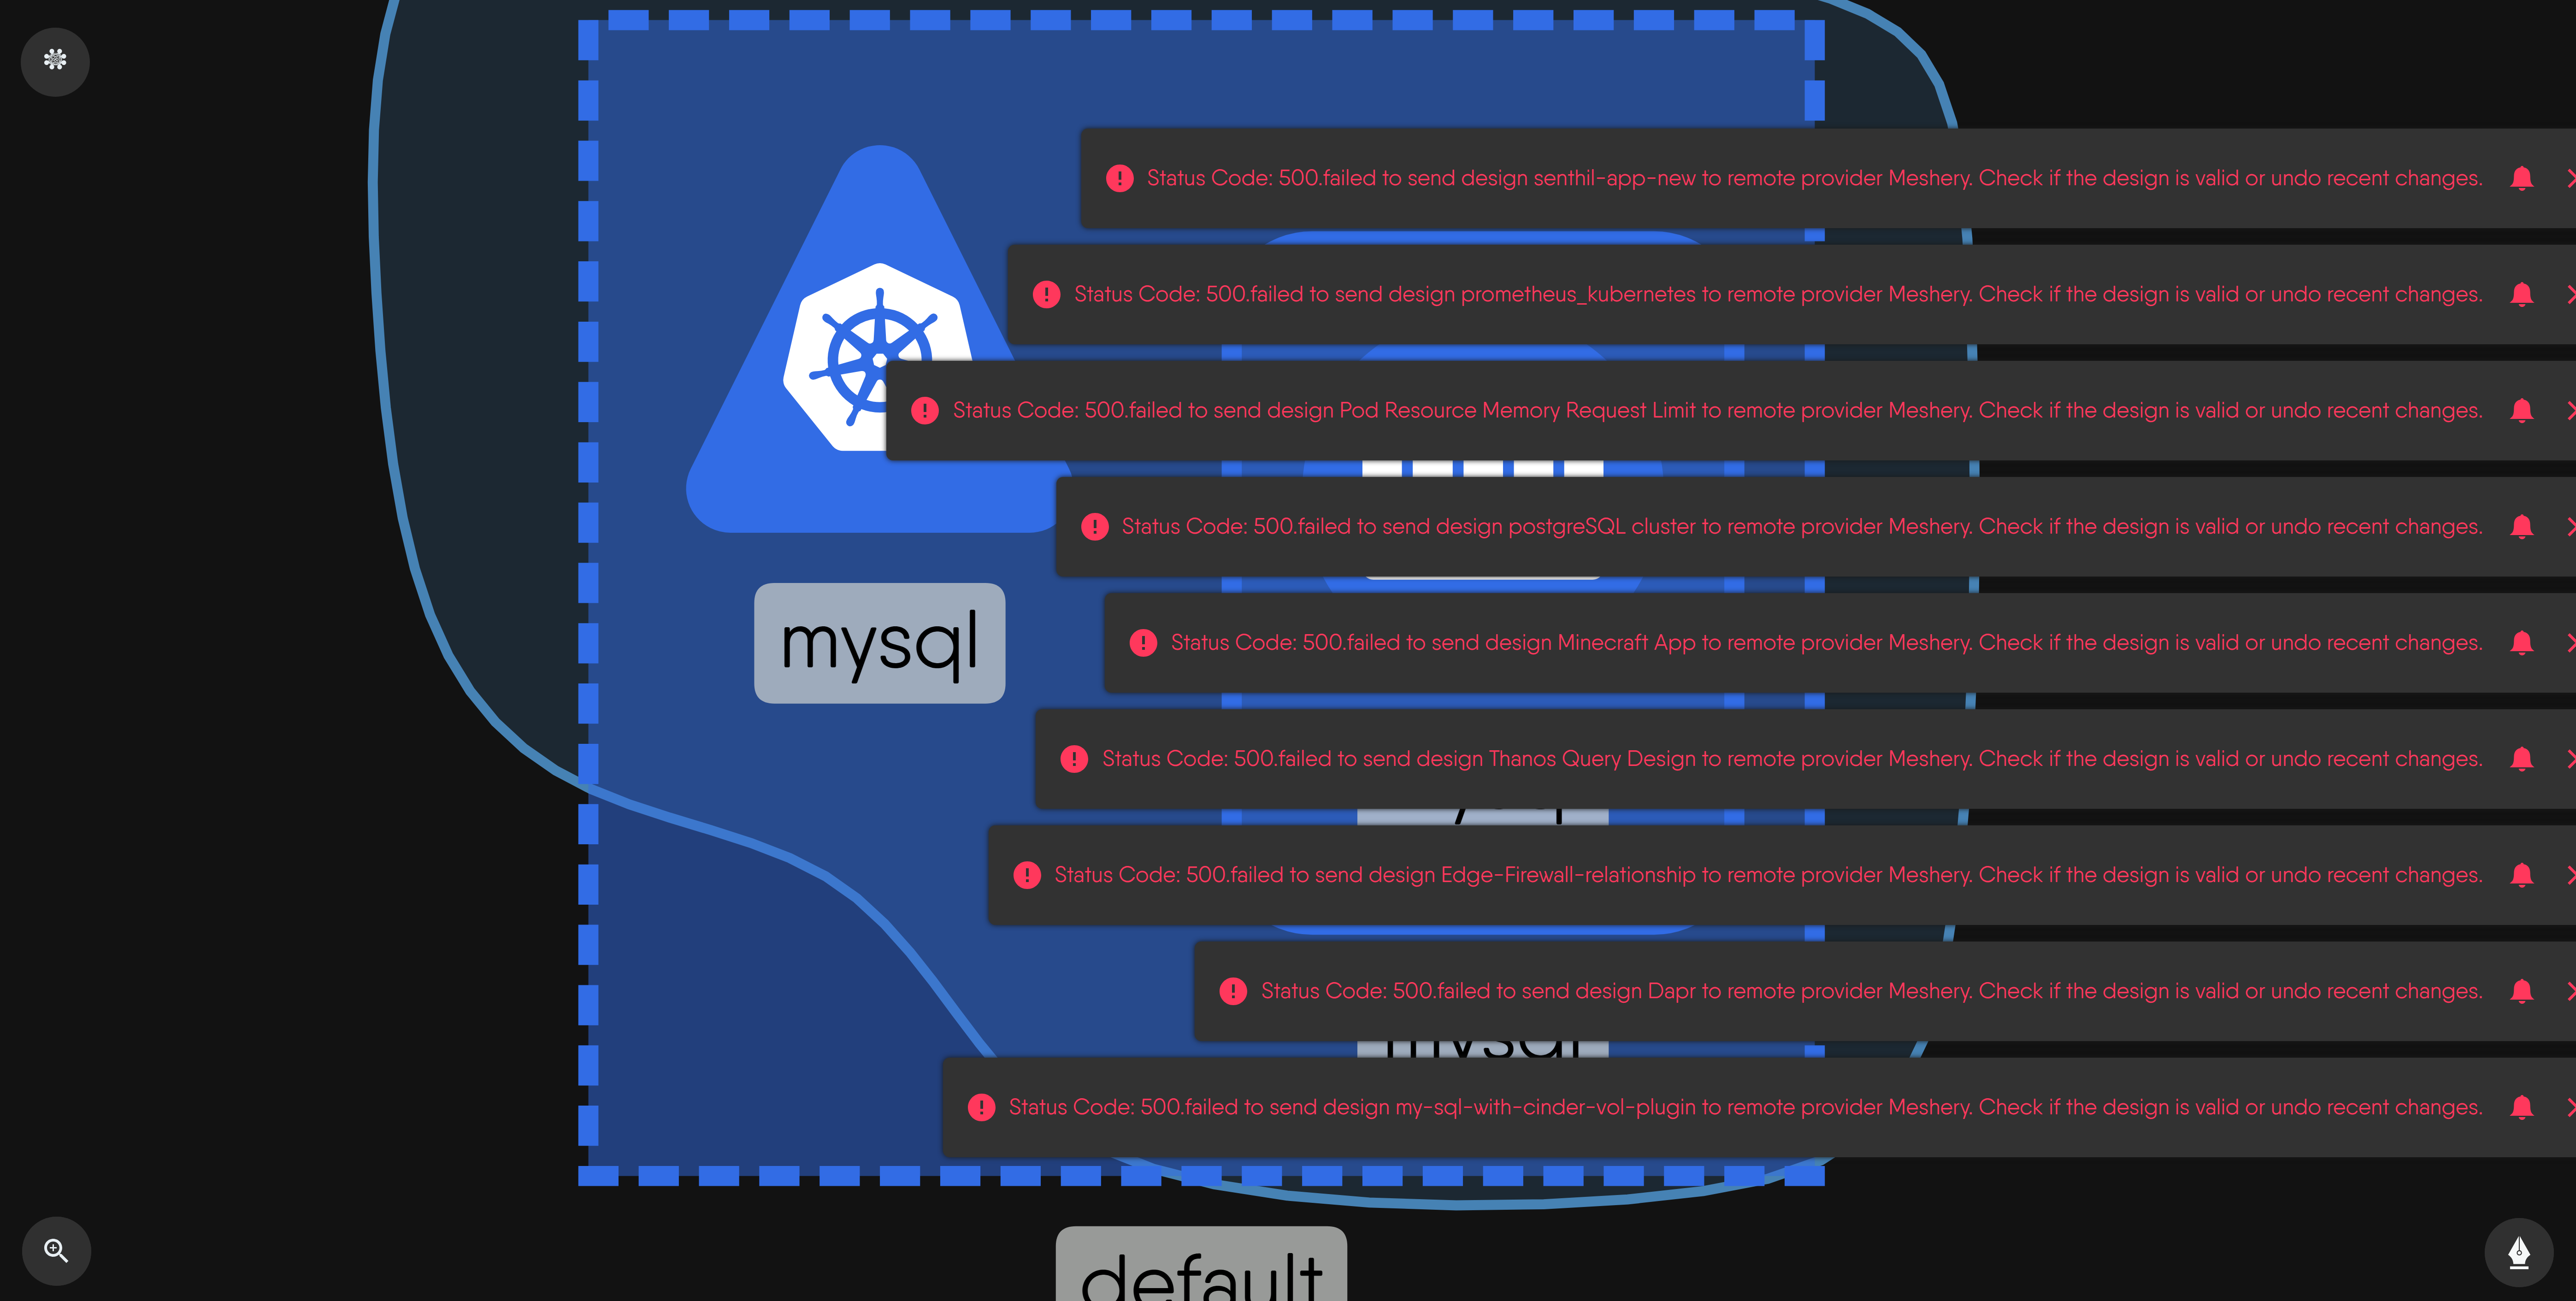 Status Code: 500.failed to send design senthil-app-new to remote provider Meshery. Check if the design is valid or undo recent changes.
Status Code: 500.failed to send design prometheus_kubernetes to remote provider Meshery. Check if the design is valid or undo recent changes.
Status Code: 500.failed to send design Pod Resource Memory Request Limit to remote provider Meshery. Check if the design is valid or undo recent changes.
Status Code: 500.failed to send design postgreSQL cluster to remote provider Meshery. Check if the design is valid or undo recent changes.
mysql
Status Code: 500.failed to send design Minecraft App to remote provider Meshery. Check if the design is valid or undo recent changes.
Status Code: 500.failed to send design Thanos Query Design to remote provider Meshery. Check if the design is valid or undo recent changes.
Status Code: 500.failed to send design Edge-Firewall-relationship to remote provider Meshery. Check if the design is valid or undo recent changes.
Status Code: 500.failed to send design Dapr to remote provider Meshery. Check if the design is valid or undo recent changes.
mysql
Status Code: 500.failed to send design my-sql-with-cinder-vol-plugin to remote provider Meshery. Check if the design is valid or undo recent changes.
default